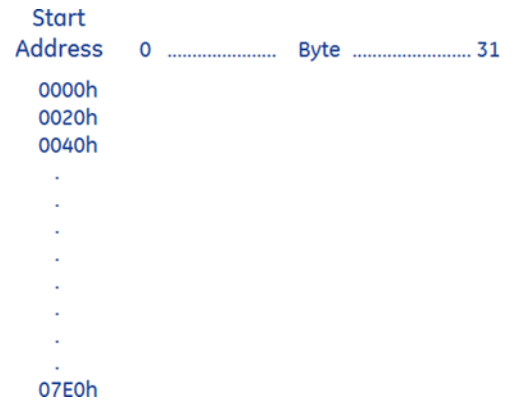 Start
Address 0 ...................... Byte ........................ 31
0000h
0020h
0040h
.
.
.
.
.
.
.
.
07E0h